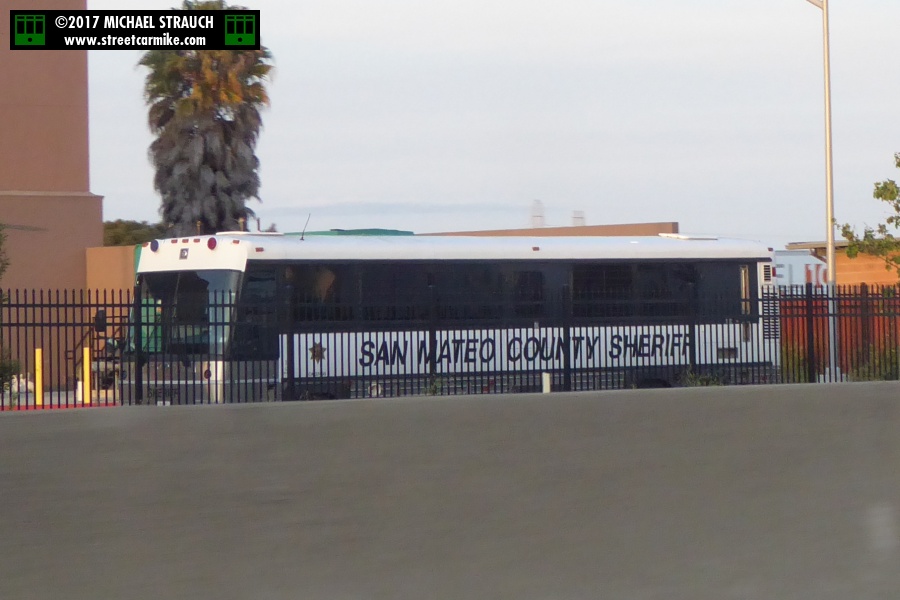 ©2017 MICHAEL STRAUCH
www.streetcarmike.com
SAN MATEO COUNTY SHERIFF